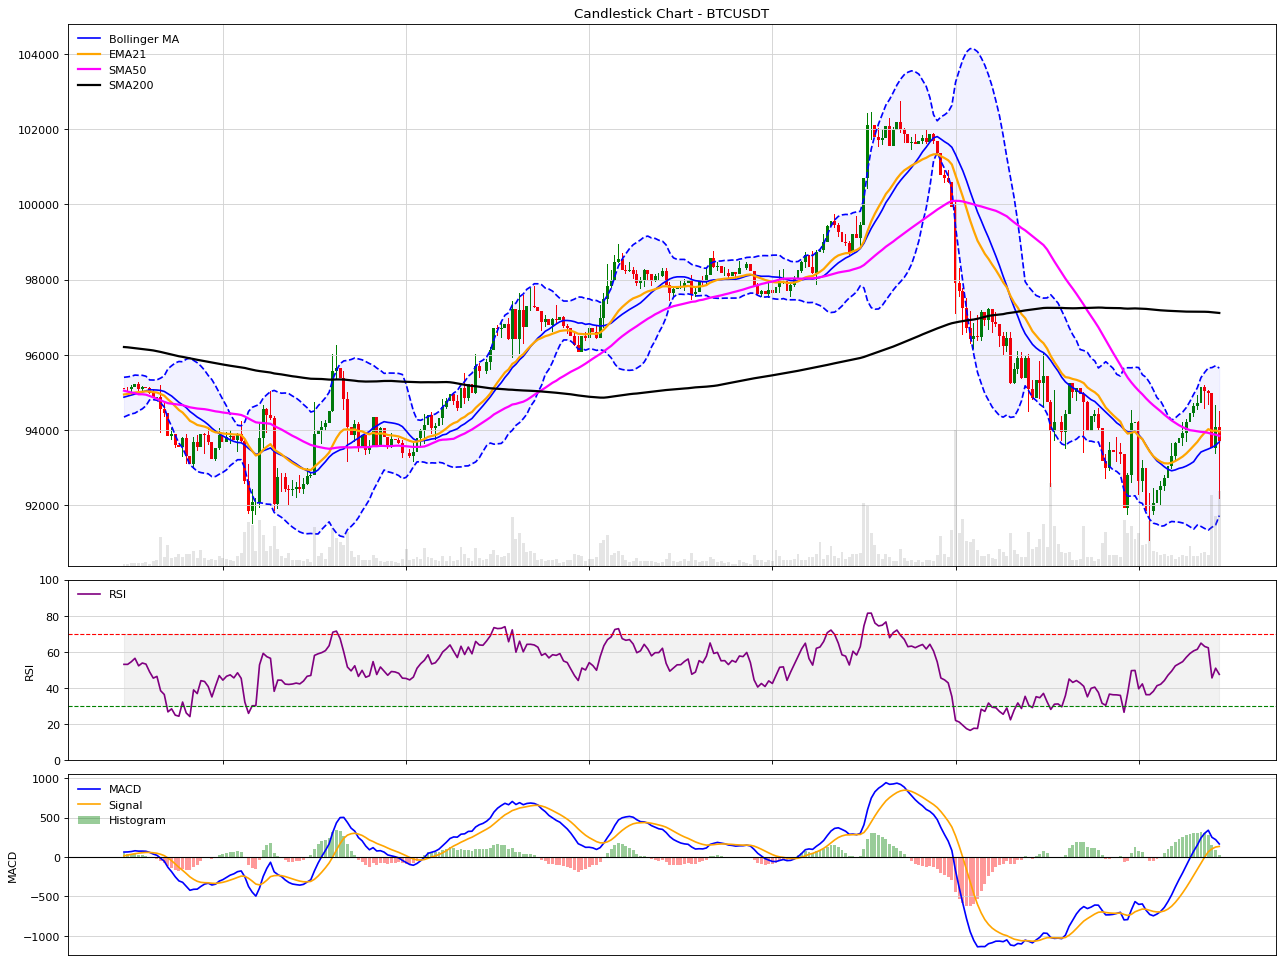 Candlestick Chart - BTCUSDT
Bollinger MA
EMA21
SMA50
SMA200
104000
102000
100000
98000
96000
94000
92000
RSI
100
80
60
40
20
0
RSI
MACD
Signal
Histogram
1000
500
0
−500
−1000
MACD